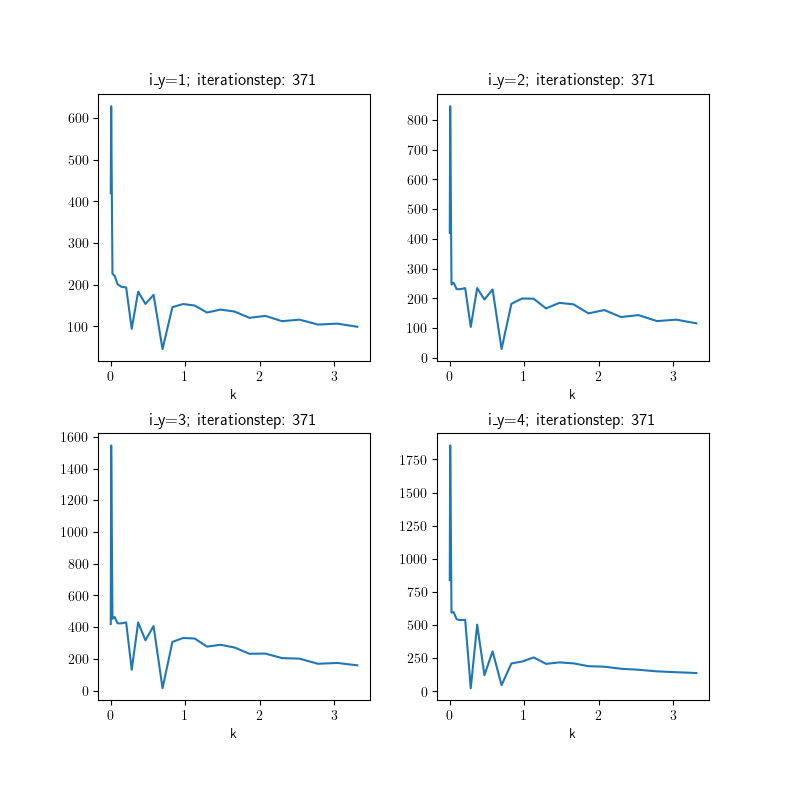 i_y=1; iterationstep: 371
600
500
400
300
200
100
0 1 2 3
k
i_y=2; iterationstep: 371
800
700
600
500
400
300
200
100
0
0 1 2 3
k
i_y=3; iterationstep: 371
1600
1400
1200
1000
800
600
400
200
0
0 1 2 3
k
i_y=4; iterationstep: 371
1750
1500
1250
1000
750
500
250
0
0 1 2 3
k